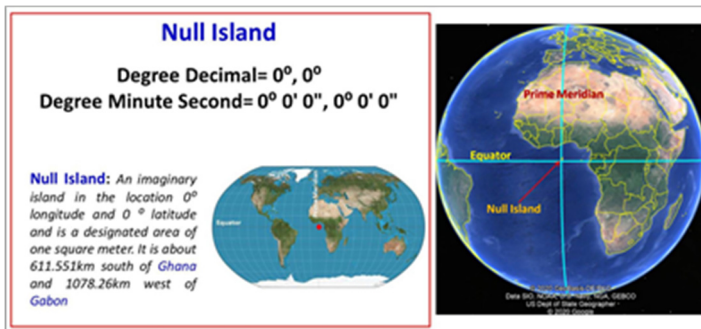 Null Island
Degree Decimal= 0⁰, 0⁰
Degree Minute Second= 0⁰ 0' 0", 0⁰ 0' 0"
Null Island: An imaginary
island in the location 0⁰
longitude and 0 ⁰ latitude
and is a designated area of
one square meter. It is about
611.551km south of Ghana
and 1078.26km west of
Gabon
Equator
Prime Meridian
Equator
Null Island
Data SIO, NOAA, U.S. Navy, NGA, GEBCO
US Dept of State Geographer
© 2020 Google